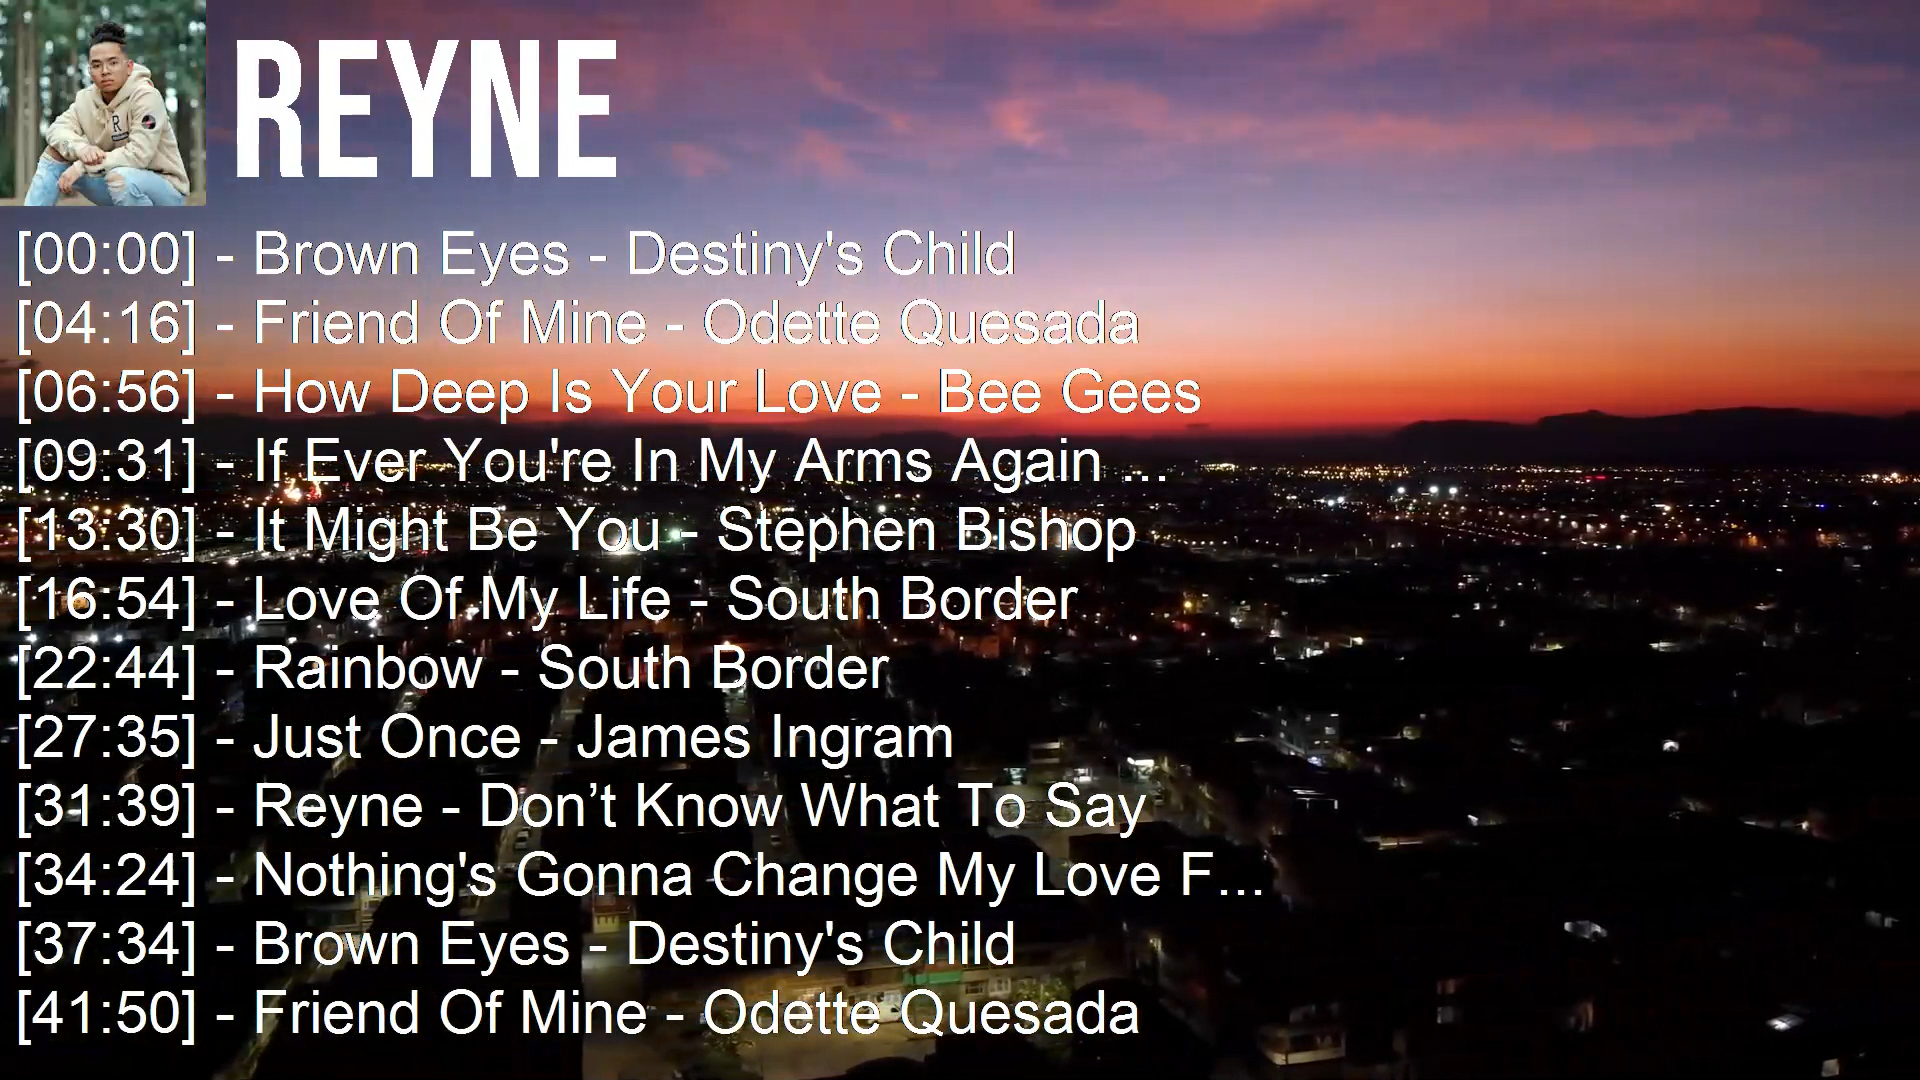 REYNE
[00:00] - Brown Eyes - Destiny's Child
[04:16] - Friend Of Mine - Odette Quesada
[06:56] - How Deep Is Your Love - Bee Gees
[09:31] - If Ever You're In My Arms Again ...
[13:30] - It Might Be You - Stephen Bishop
[16:54] - Love Of My Life - South Border
[22:44] - Rainbow - South Border
[27:35] - Just Once - James Ingram
[31:39] - Reyne - Don’t Know What To Say
[34:24] - Nothing's Gonna Change My Love F...
[37:34] - Brown Eyes - Destiny's Child
[41:50] - Friend Of Mine - Odette Quesada
R